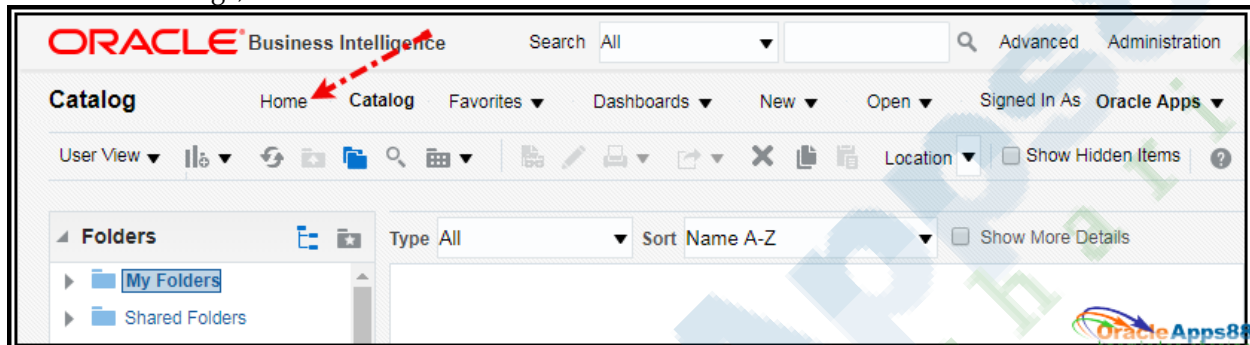 ORACLE Business Intelligence Search All Advanced Administration
Catalog Home Catalog Favorites Dashboards New Open Signed In As Oracle Apps
User View Location Show Hidden Items
Folders Type All Sort Name A-Z Show More Details
My Folders
Shared Folders
OracleApps88